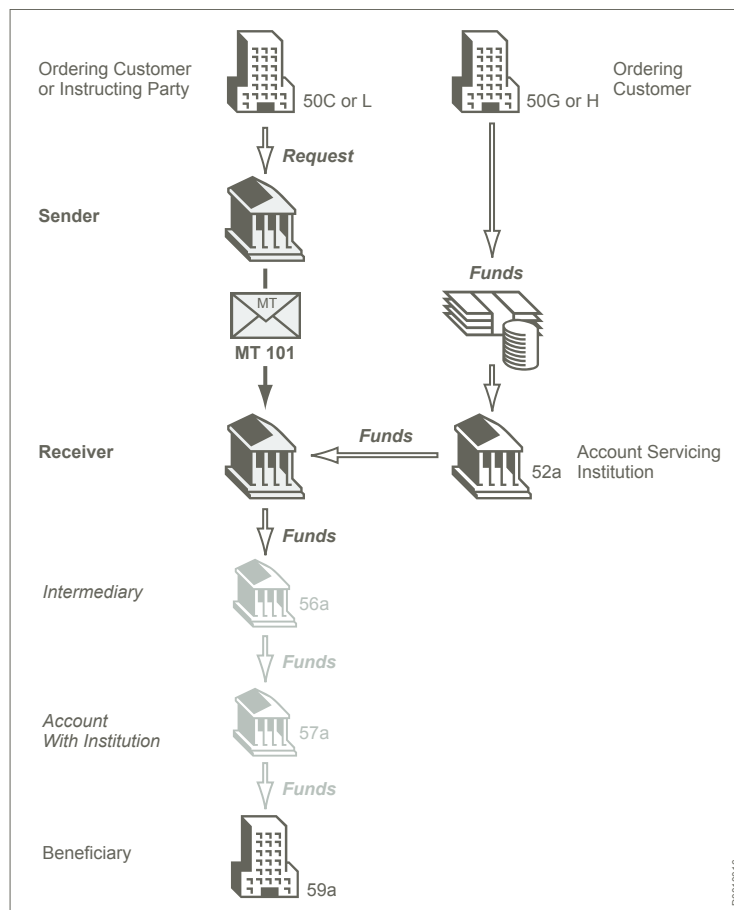 Ordering Customer
or Instructing Party
50C or L
50G or H
Ordering
Customer
Request
Sender
Funds
MT
MT 101
Receiver
Funds
52a
Account Servicing
Institution
Funds
Intermediary
56a
Funds
Account
With Institution
57a
Funds
Beneficiary
59a